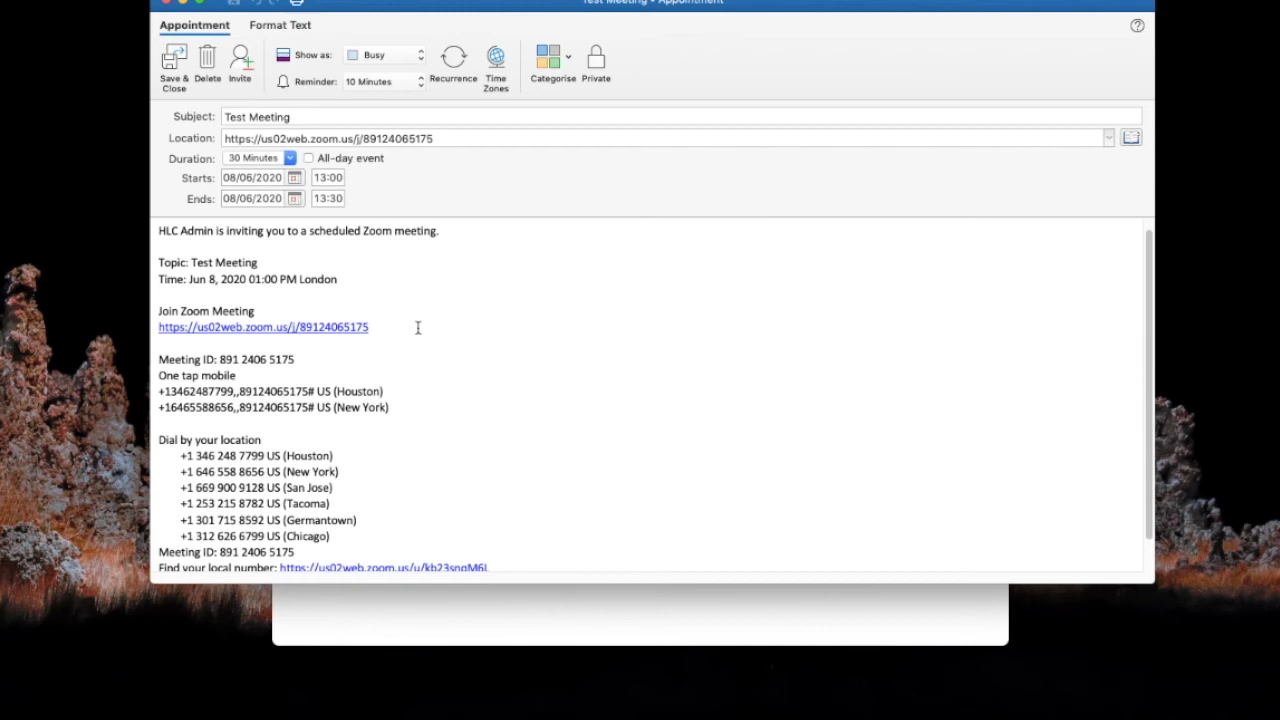 Test Meeting - Appointment
Appointment Format Text
Save & Close Delete Invite Show as: Busy Reminder: 10 Minutes Recurrence Time Zones Categorise Private
Subject: Test Meeting
Location: https://us02web.zoom.us/j/89124065175
Duration: 30 Minutes All-day event
Starts: 08/06/2020 13:00
Ends: 08/06/2020 13:30
HLC Admin is inviting you to a scheduled Zoom meeting.
Topic: Test Meeting
Time: Jun 8, 2020 01:00 PM London
Join Zoom Meeting
https://us02web.zoom.us/j/89124065175
Meeting ID: 891 2406 5175
One tap mobile
+13462487799,,89124065175# US (Houston)
+16465588656,,89124065175# US (New York)
Dial by your location
+1 346 248 7799 US (Houston)
+1 646 558 8656 US (New York)
+1 669 900 9128 US (San Jose)
+1 253 215 8782 US (Tacoma)
+1 301 715 8592 US (Germantown)
+1 312 626 6799 US (Chicago)
Meeting ID: 891 2406 5175
Find your local number: